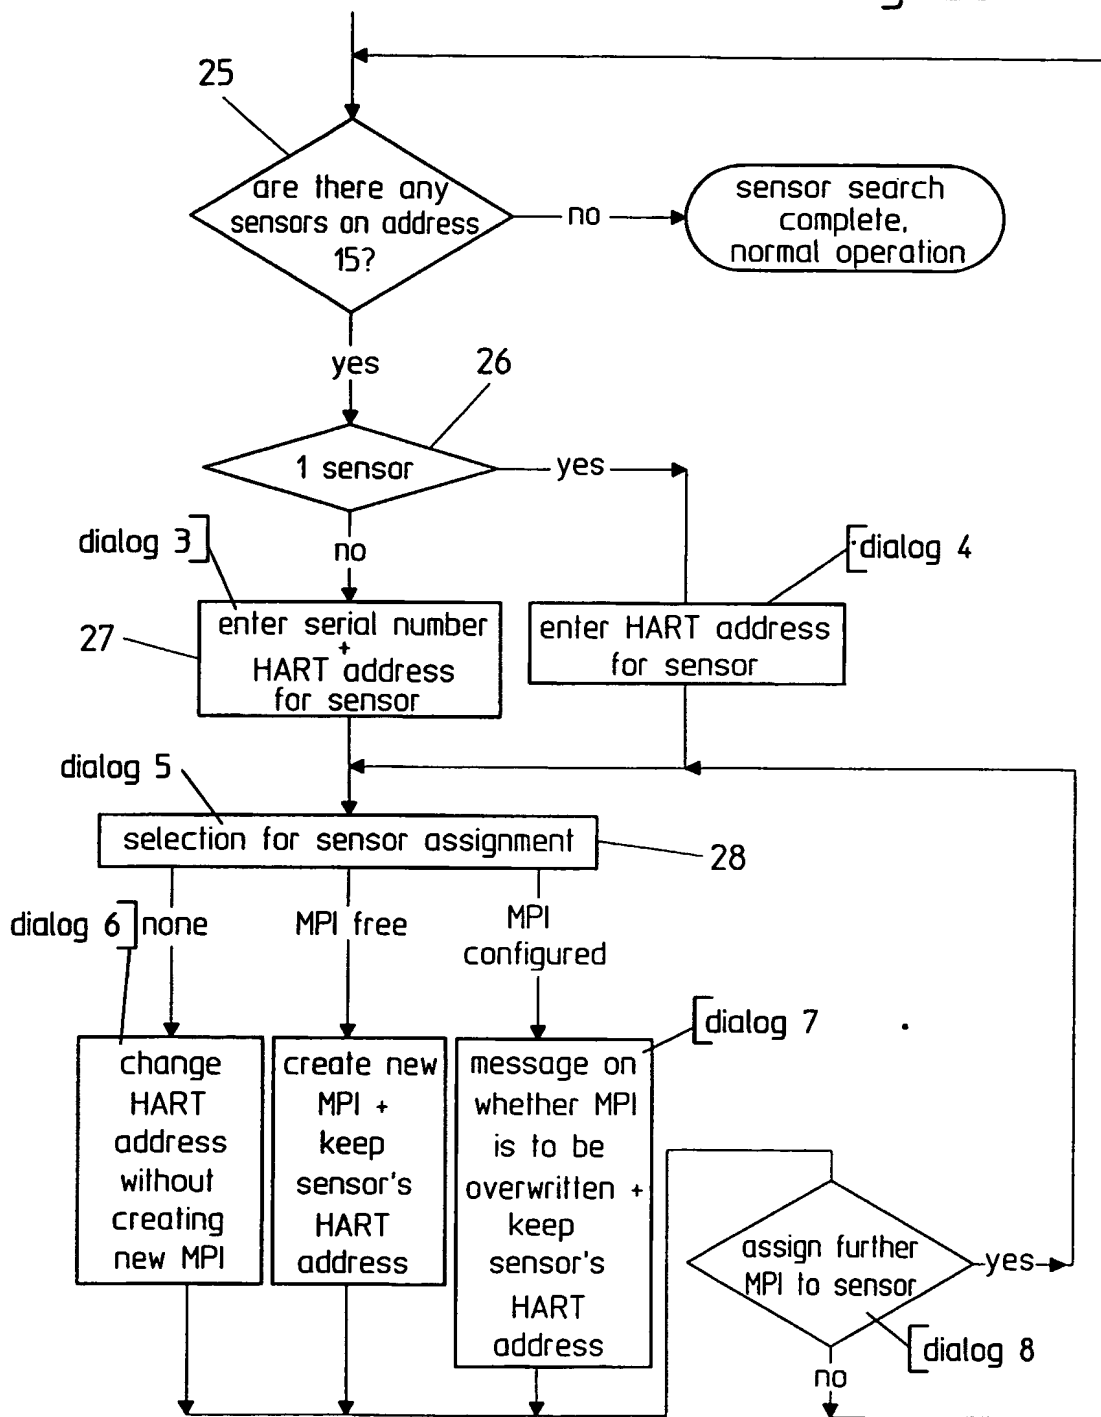 25
are there any
sensors on address
15?
no
sensor search
complete,
normal operation
yes
26
1 sensor
yes
dialog 3
no
dialog 4
27
enter serial number
+
HART address
for sensor
enter HART address
for sensor
dialog 5
selection for sensor assignment
28
dialog 6
none
MPI free
MPI
configured
dialog 7
change
HART
address
without
creating
new MPI
create new
MPI +
keep
sensor's
HART
address
message on
whether MPI
is to be
overwritten +
keep
sensor's
HART
address
assign further
MPI to sensor
yes
dialog 8
no